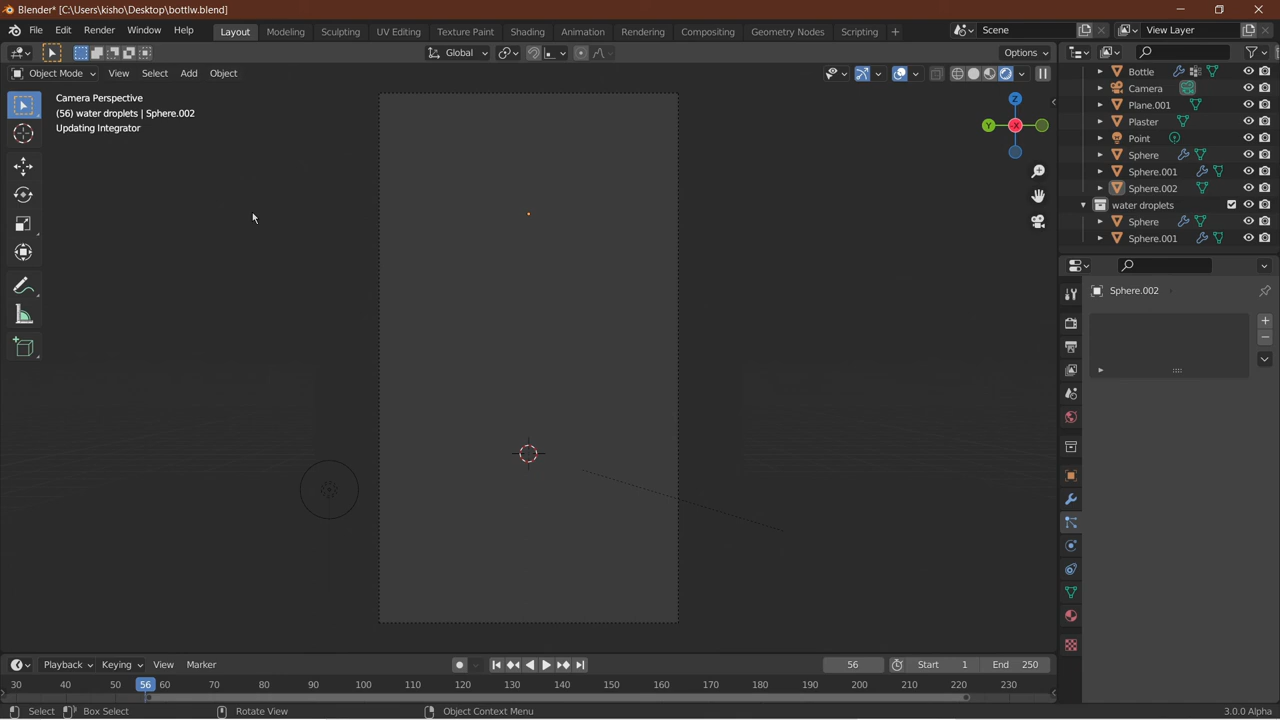 Blender* [C:\Users\kisho\Desktop\bottlw.blend]
File Edit Render Window Help Layout Modeling Sculpting UV Editing Texture Paint Shading Animation Rendering Compositing Geometry Nodes Scripting + Scene View Layer
Global Options
Object Mode View Select Add Object
Camera Perspective
(56) water droplets | Sphere.002
Updating Integrator
Z
Y
X
Bottle
Camera
Plane.001
Plaster
Point
Sphere
Sphere.001
Sphere.002
water droplets
Sphere
Sphere.001
Sphere.002
Playback Keying View Marker 56 Start 1 End 250
30 40 50 56 60 70 80 90 100 110 120 130 140 150 160 170 180 190 200 210 220 230
Select Box Select Rotate View Object Context Menu 3.0.0 Alpha